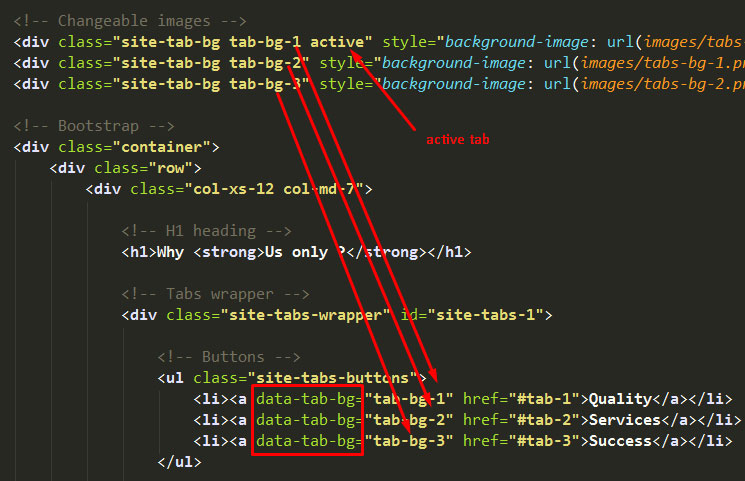 <!-- Changeable images -->
<div class="site-tab-bg tab-bg-1 active" style="background-image: url(images/tabs
<div class="site-tab-bg tab-bg-2" style="background-image: url(images/tabs-bg-1.pn
<div class="site-tab-bg tab-bg-3" style="background-image: url(images/tabs-bg-2.pn
<!-- Bootstrap -->
active tab
<div class="container">
<div class="row">
<div class="col-xs-12 col-md-7">
<!-- H1 heading -->
<h1>Why <strong>Us only ?</strong></h1>
<!-- Tabs wrapper -->
<div class="site-tabs-wrapper" id="site-tabs-1">
<!-- Buttons -->
<ul class="site-tabs-buttons">
<li><a data-tab-bg="tab-bg-1" href="#tab-1">Quality</a></li>
<li><a data-tab-bg="tab-bg-2" href="#tab-2">Services</a></li>
<li><a data-tab-bg="tab-bg-3" href="#tab-3">Success</a></li>
</ul>